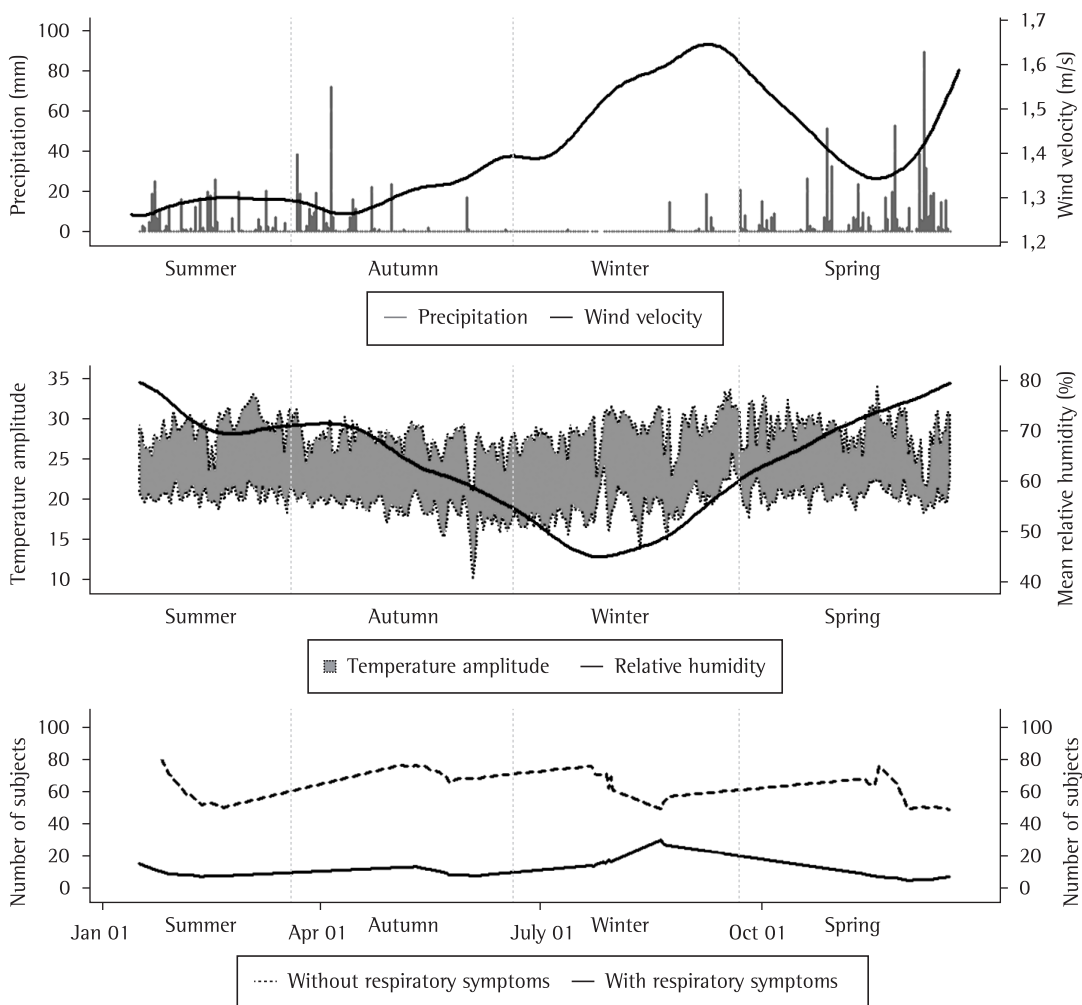 Precipitation (mm)
100
80
60
40
20
0
1,7
1,6
1,5
1,4
1,3
1,2
Wind velocity (m/s)
Summer Autumn Winter Spring
Precipitation Wind velocity
Temperature amplitude
35
30
25
20
15
10
80
70
60
50
40
Mean relative humidity (%)
Summer Autumn Winter Spring
Temperature amplitude Relative humidity
Number of subjects
100
80
60
40
20
0
100
80
60
40
20
0
Number of subjects
Jan 01 Summer Apr 01 Autumn July 01 Winter Oct 01 Spring
Without respiratory symptoms With respiratory symptoms